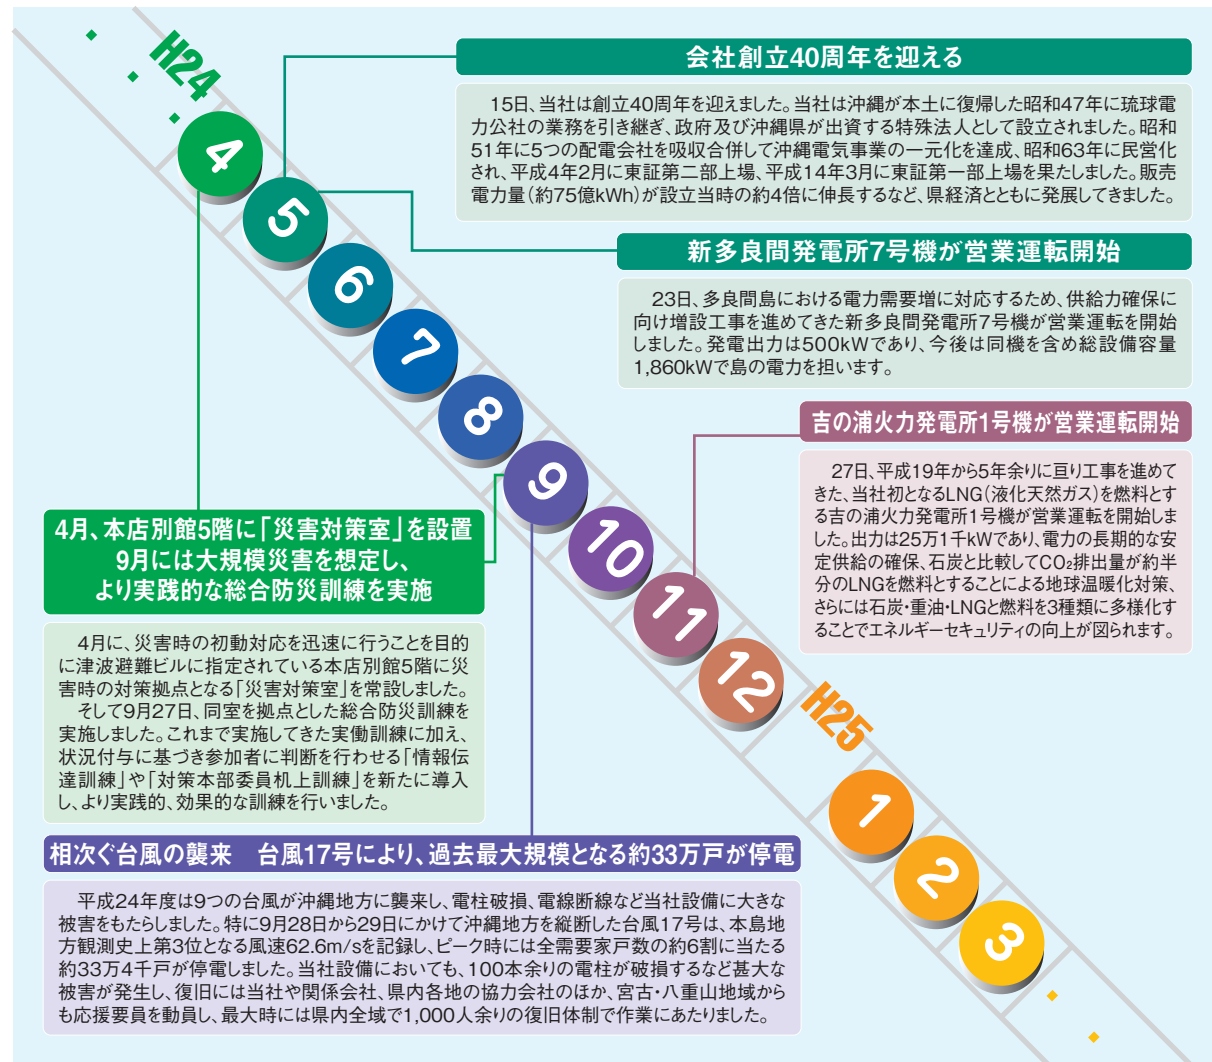 H24
4
5
6
7
8
9
10
11
12
H25
1
2
3
会社創立40周年を迎える
15日、当社は創立40周年を迎えました。当社は沖縄が本土に復帰した昭和47年に琉球電
力公社の業務を引き継ぎ、政府及び沖縄県が出資する特殊法人として設立されました。昭和
51年に5つの配電会社を吸収合併して沖縄電気事業の一元化を達成、昭和63年に民営化
され、平成4年2月に東証第二部上場、平成14年3月に東証第一部上場を果たしました。販売
電力量(約75億kWh)が設立当時の約4倍に伸長するなど、県経済とともに発展してきました。
新多良間発電所7号機が営業運転開始
23日、多良間島における電力需要増に対応するため、供給力確保に
向け増設工事を進めてきた新多良間発電所7号機が営業運転を開始
しました。発電出力は500kWであり、今後は同機を含め総設備容量
1,860kWで島の電力を担います。
吉の浦火力発電所1号機が営業運転開始
27日、平成19年から5年余りに亘り工事を進めて
きた、当社初となるLNG(液化天然ガス)を燃料とす
る吉の浦火力発電所1号機が営業運転を開始しま
した。出力は25万1千kWであり、電力の長期的な安
定供給の確保、石炭と比較してCO₂排出量が約半
分のLNGを燃料とすることによる地球温暖化対策、
さらには石炭・重油・LNGと燃料を3種類に多様化す
ることでエネルギーセキュリティの向上が図られます。
4月、本店別館5階に「災害対策室」を設置
9月には大規模災害を想定し、
より実践的な総合防災訓練を実施
4月に、災害時の初動対応を迅速に行うことを目的
に津波避難ビルに指定されている本店別館5階に災
害時の対策拠点となる「災害対策室」を常設しました。
そして9月27日、同室を拠点とした総合防災訓練を
実施しました。これまで実施してきた実働訓練に加え、
状況付与に基づき参加者に判断を行わせる「情報伝
達訓練」や「対策本部委員机上訓練」を新たに導入
し、より実践的、効果的な訓練を行いました。
相次ぐ台風の襲来　台風17号により、過去最大規模となる約33万戸が停電
平成24年度は9つの台風が沖縄地方に襲来し、電柱破損、電線断線など当社設備に大きな
被害をもたらしました。特に9月28日から29日にかけて沖縄地方を縦断した台風17号は、本島地
方観測史上第3位となる風速62.6m/sを記録し、ピーク時には全需要家戸数の約6割に当たる
約33万4千戸が停電しました。当社設備においても、100本余りの電柱が破損するなど甚大な
被害が発生し、復旧には当社や関係会社、県内各地の協力会社のほか、宮古・八重山地域から
も応援要員を動員し、最大時には県内全域で1,000人余りの復旧体制で作業にあたりました。